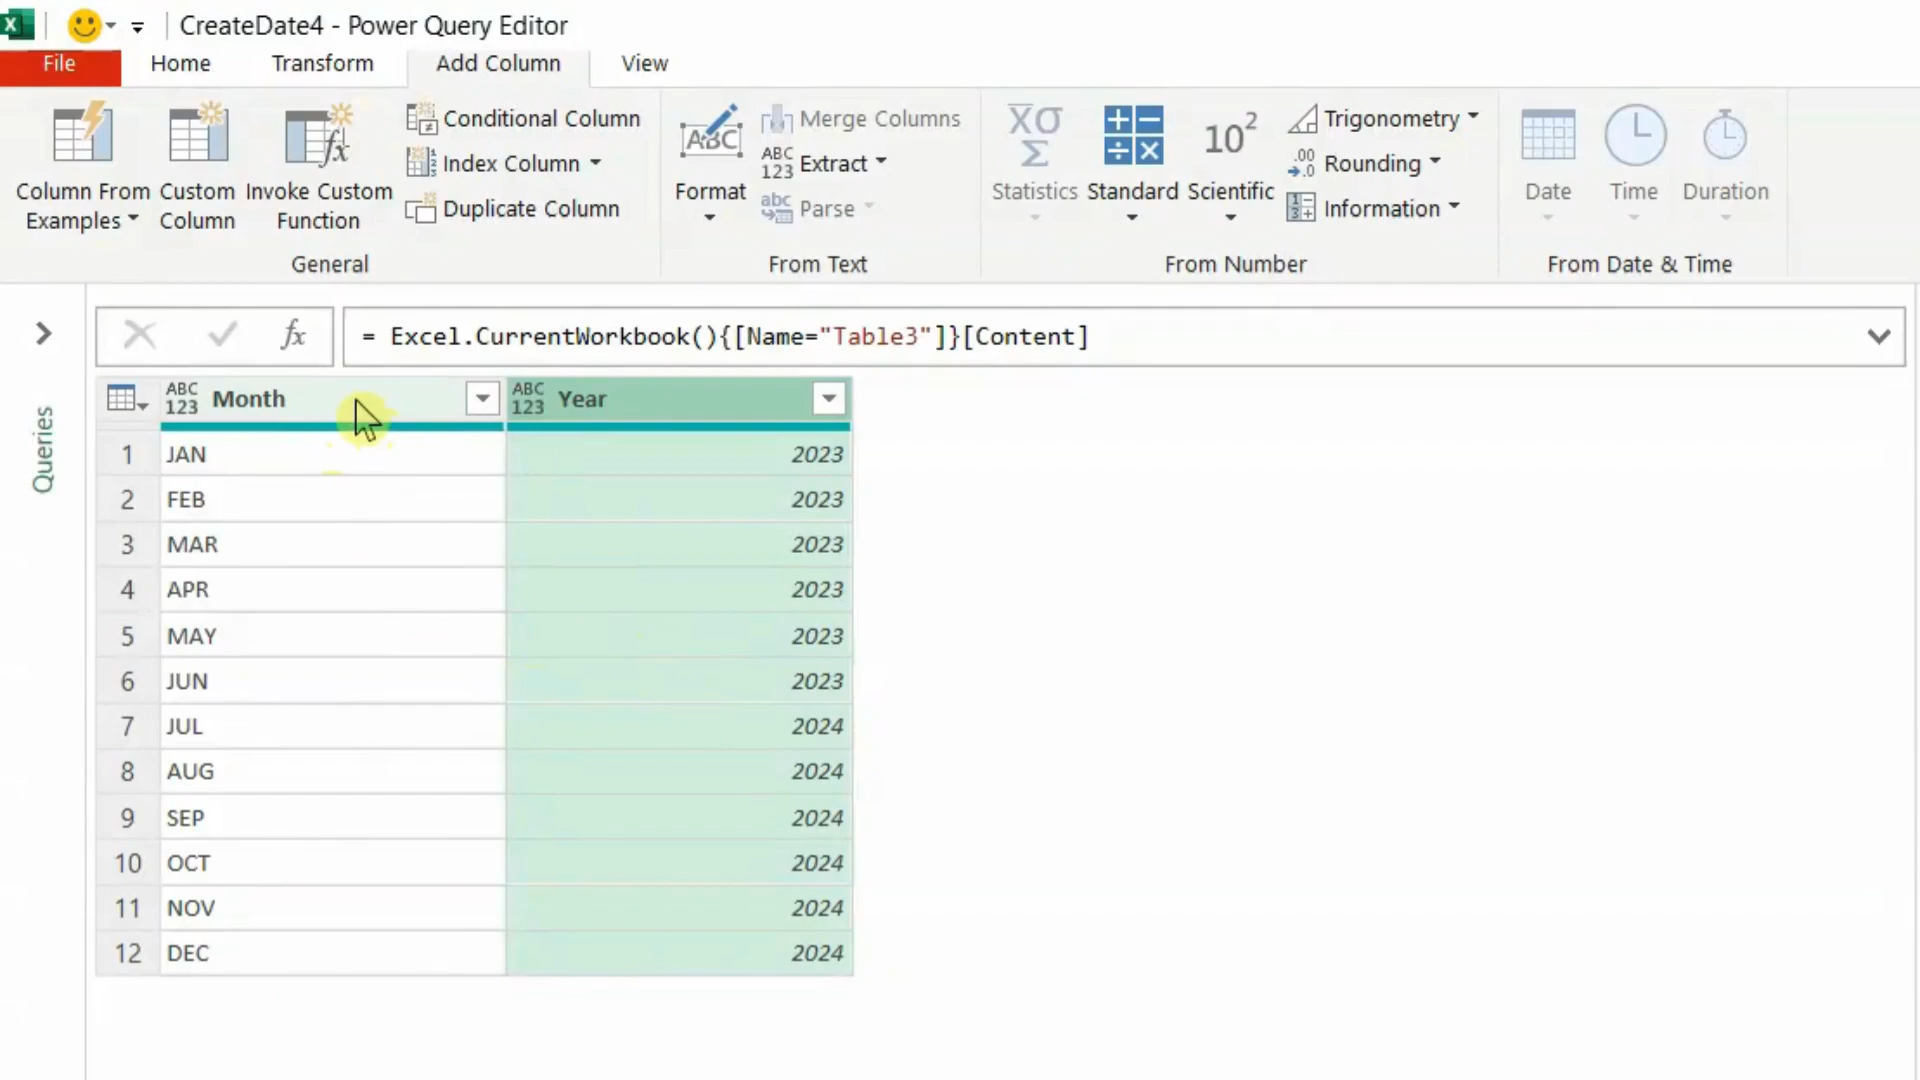 CreateDate4 - Power Query Editor
File Home Transform Add Column View
Column From Examples
Custom Column
Invoke Custom Function
Conditional Column
Index Column
Duplicate Column
General
ABC
Format
Merge Columns
ABC 123 Extract
abc Parse
From Text
XΣσ
Statistics
Standard
10² Scientific
Trigonometry
.00 .0 Rounding
Information
From Number
Date
Time
Duration
From Date & Time
fx = Excel.CurrentWorkbook(){[Name="Table3"]}[Content]
Queries
ABC 123 Month ABC 123 Year
1 JAN 2023
2 FEB 2023
3 MAR 2023
4 APR 2023
5 MAY 2023
6 JUN 2023
7 JUL 2024
8 AUG 2024
9 SEP 2024
10 OCT 2024
11 NOV 2024
12 DEC 2024